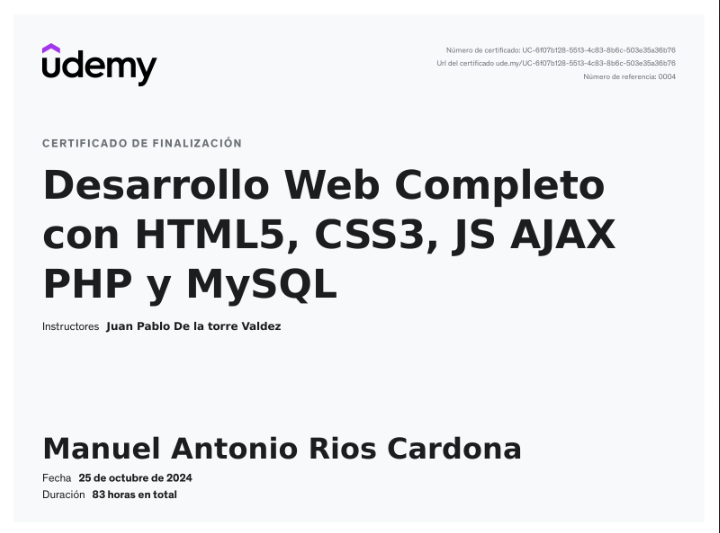 udemy
Número de certificado: UC-6f07b128-5513-4c83-8b6c-503e35a36b76
Url del certificado ude.my/UC-6f07b128-5513-4c83-8b6c-503e35a36b76
Número de referencia: 0004
CERTIFICADO DE FINALIZACIÓN
Desarrollo Web Completo
con HTML5, CSS3, JS AJAX
PHP y MySQL
Instructores Juan Pablo De la torre Valdez
Manuel Antonio Rios Cardona
Fecha 25 de octubre de 2024
Duración 83 horas en total